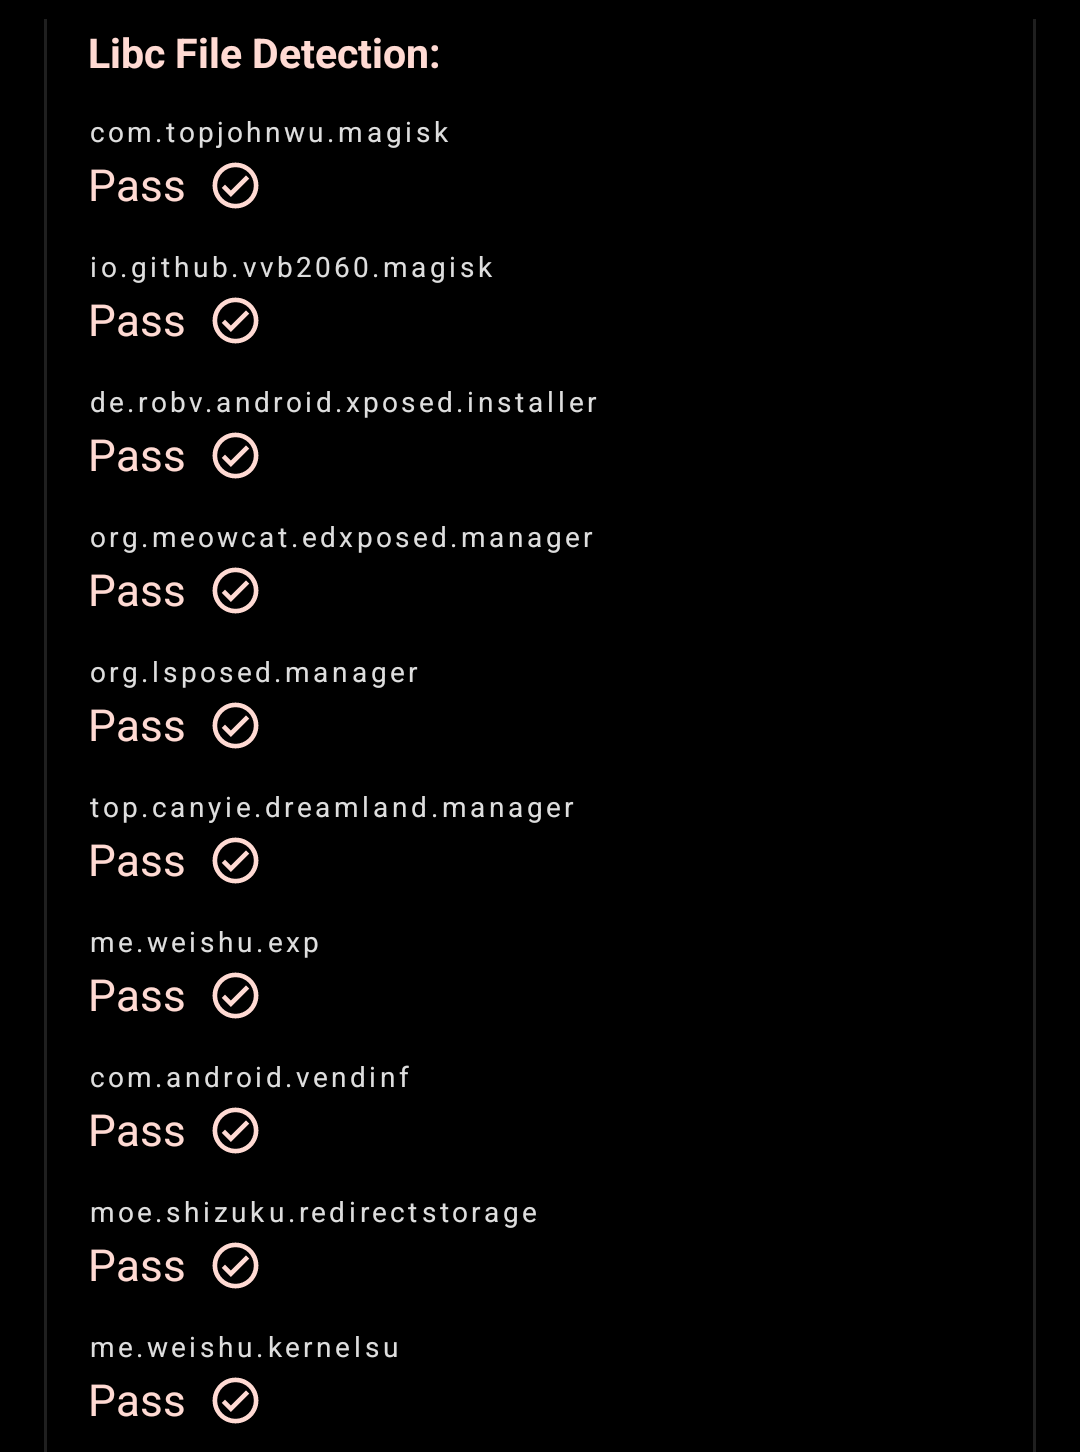 Libc File Detection:
com.topjohnwu.magisk
Pass
io.github.vvb2060.magisk
Pass
de.robv.android.xposed.installer
Pass
org.meowcat.edxposed.manager
Pass
org.lsposed.manager
Pass
top.canyie.dreamland.manager
Pass
me.weishu.exp
Pass
com.android.vendinf
Pass
moe.shizuku.redirectstorage
Pass
me.weishu.kernelsu
Pass